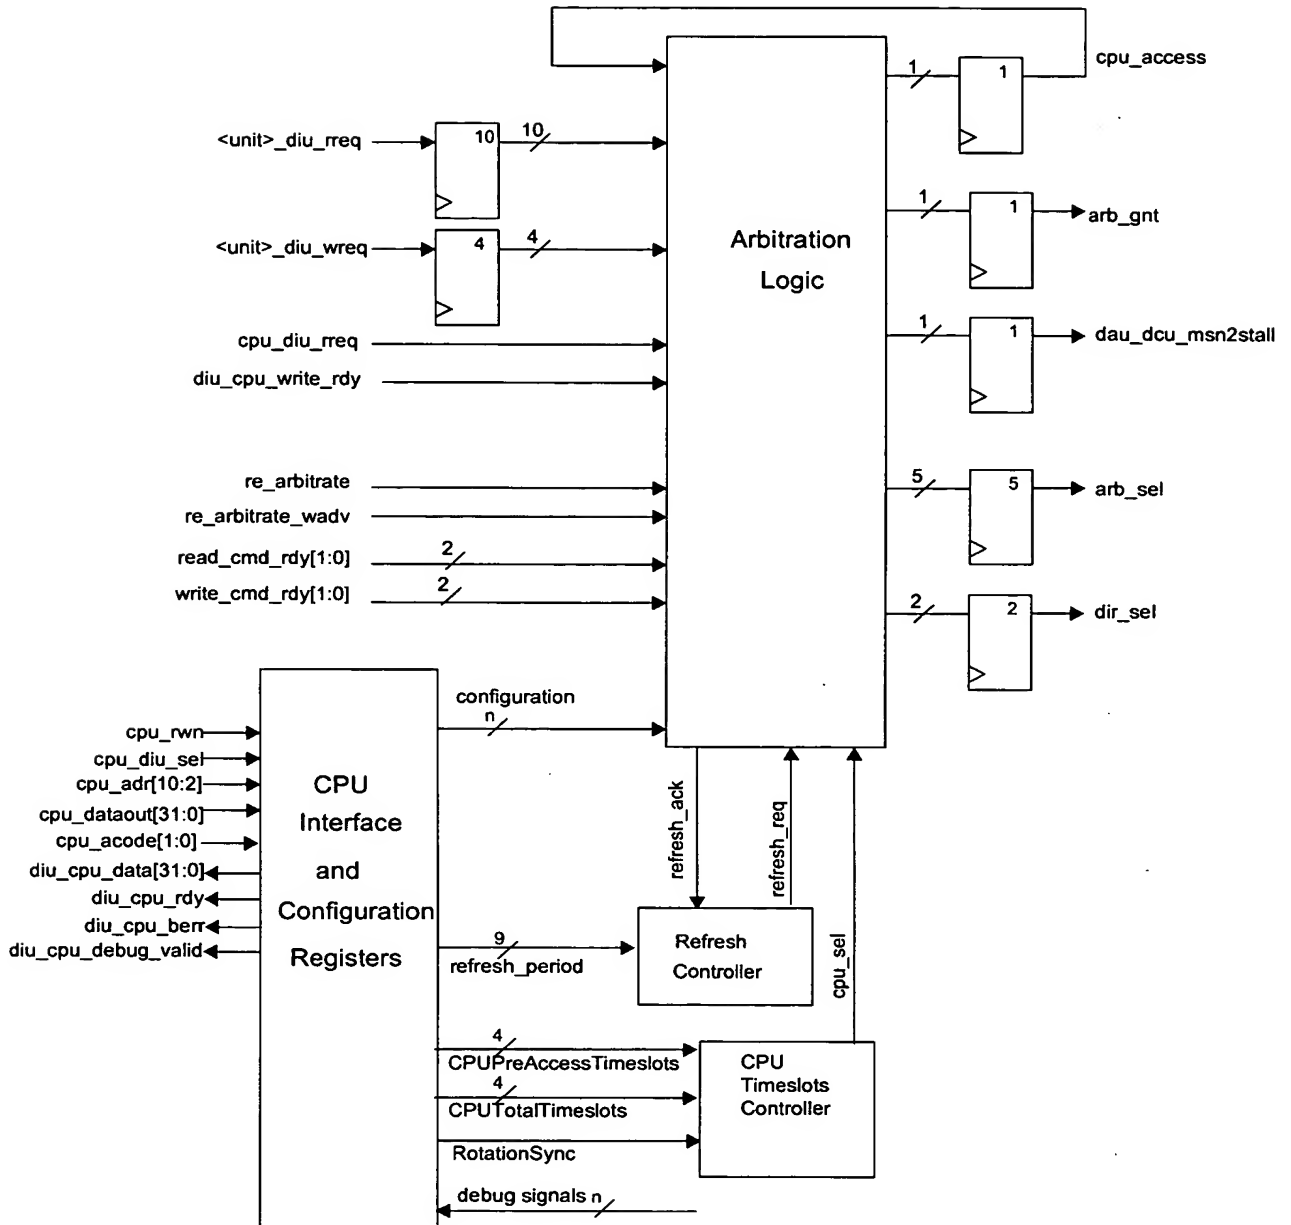 cpu_access
1
1
<unit>_diu_rreq
10
10
1
1
arb_gnt
<unit>_diu_wreq
4
4
Arbitration
Logic
cpu_diu_rreq
1
1
dau_dcu_msn2stall
diu_cpu_write_rdy
re_arbitrate
5
5
arb_sel
re_arbitrate_wadv
read_cmd_rdy[1:0]
2
write_cmd_rdy[1:0]
2
2
2
dir_sel
configuration
n
cpu_rwn
cpu_diu_sel
cpu_adr[10:2]
cpu_dataout[31:0]
cpu_acode[1:0]
diu_cpu_data[31:0]
diu_cpu_rdy
diu_cpu_berr
diu_cpu_debug_valid
CPU
Interface
and
Configuration
Registers
refresh_ack
refresh_req
cpu_sel
9
refresh_period
Refresh
Controller
4
CPUPreAccessTimeslots
4
CPUTotalTimeslots
RotationSync
CPU
Timeslots
Controller
debug signals n